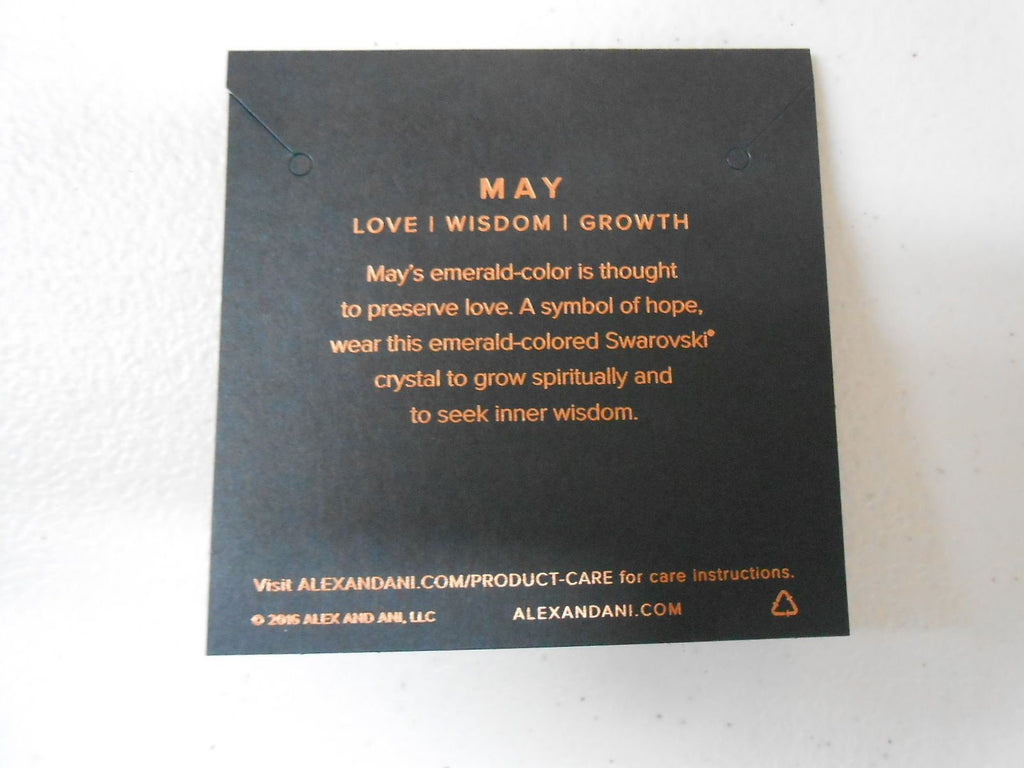 MAY
LOVE | WISDOM | GROWTH
May's emerald-color is thought
to preserve love. A symbol of hope,
wear this emerald-colored Swarovski®
crystal to grow spiritually and
to seek inner wisdom.
Visit ALEXANDANI.COM/PRODUCT-CARE for care instructions.
© 2016 ALEX AND ANI, LLC
ALEXANDANI.COM